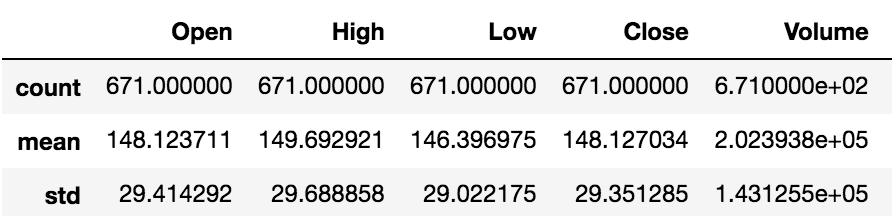 Open High Low Close Volume
count 671.000000 671.000000 671.000000 671.000000 6.710000e+02
mean 148.123711 149.692921 146.396975 148.127034 2.023938e+05
std 29.414292 29.688858 29.022175 29.351285 1.431255e+05